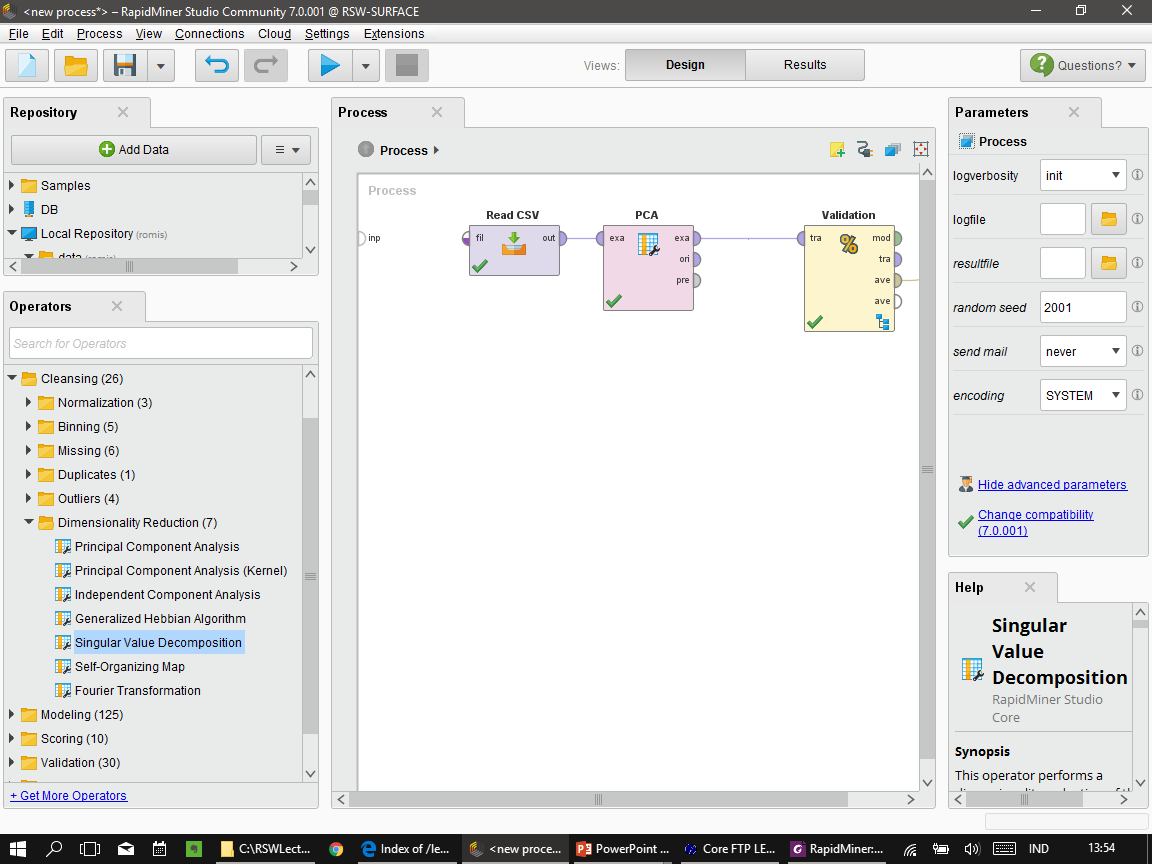 <new process*> – RapidMiner Studio Community 7.0.001 @ RSW-SURFACE
File Edit Process View Connections Cloud Settings Extensions
Views: Design Results Questions?
Repository
Add Data
Samples
DB
Local Repository (romis)
data (romis)
Operators
Search for Operators
Cleansing (26)
Normalization (3)
Binning (5)
Missing (6)
Duplicates (1)
Outliers (4)
Dimensionality Reduction (7)
Principal Component Analysis
Principal Component Analysis (Kernel)
Independent Component Analysis
Generalized Hebbian Algorithm
Singular Value Decomposition
Self-Organizing Map
Fourier Transformation
Modeling (125)
Scoring (10)
Validation (30)
+ Get More Operators
Process
Process
Process
inp
Read CSV
fil out
PCA
exa exa
ori
pre
Validation
tra mod
tra
ave
ave
Parameters
Process
logverbosity init
logfile
resultfile
random seed 2001
send mail never
encoding SYSTEM
Hide advanced parameters
Change compatibility
(7.0.001)
Help
Singular
Value
Decomposition
RapidMiner Studio
Core
Synopsis
This operator performs a
C:\RSWLect... Index of /le... <new proce... PowerPoint ... Core FTP LE... RapidMiner:... IND 13:54